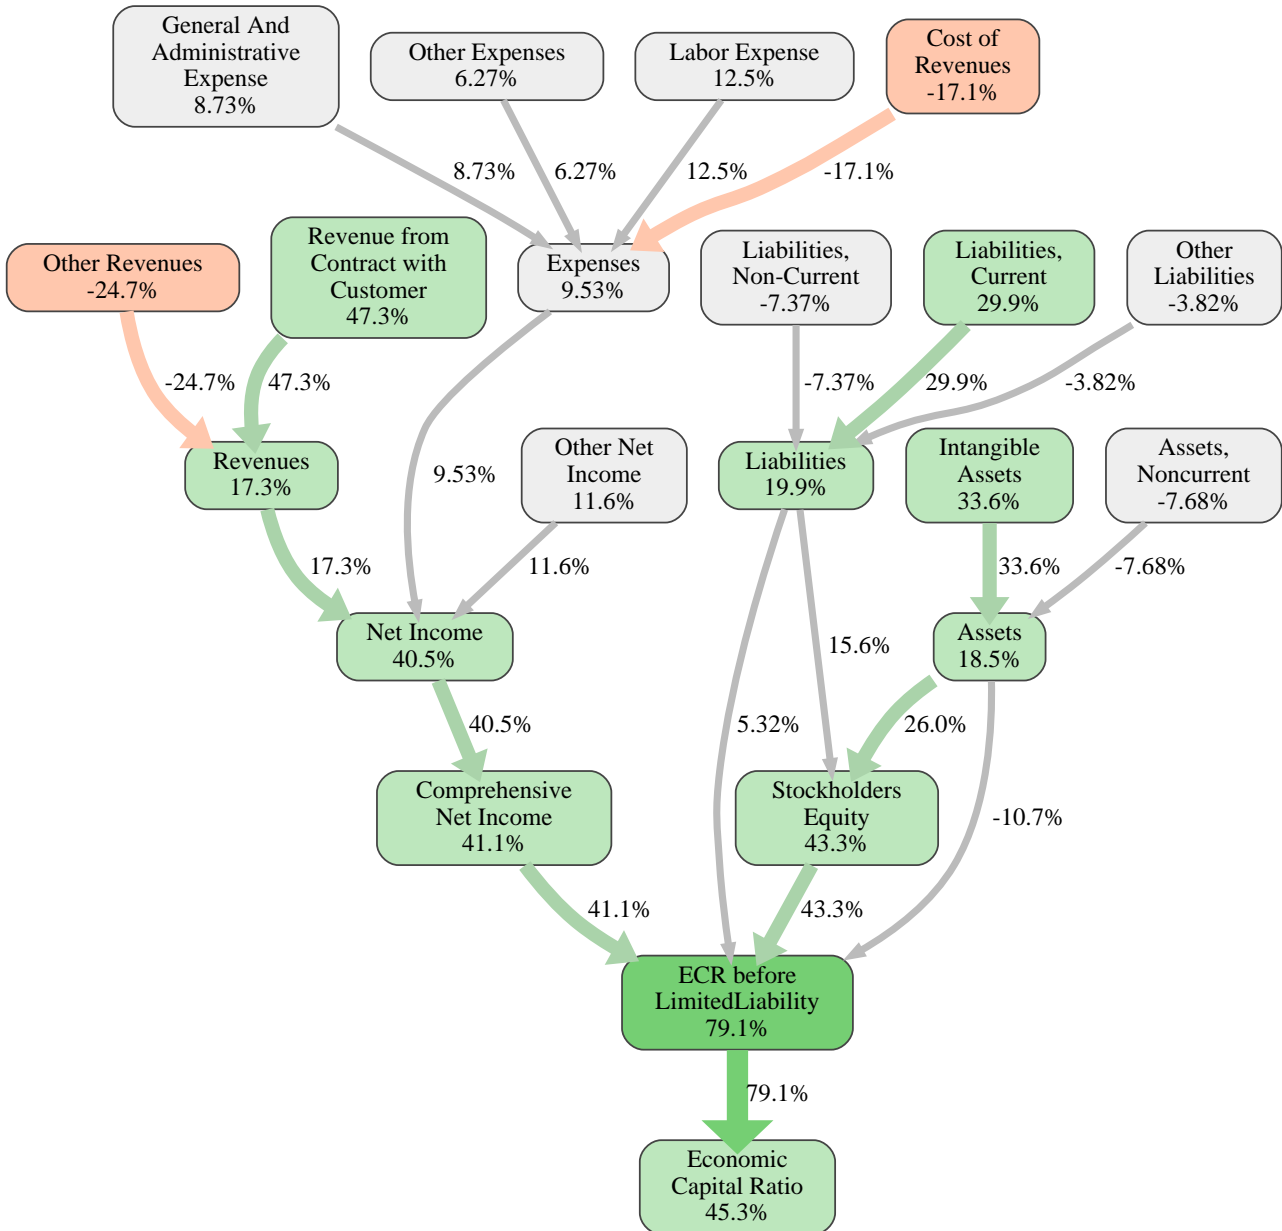 General And
Administrative
Expense
8.73%
Other Expenses
6.27%
Labor Expense
12.5%
Cost of
Revenues
-17.1%
8.73%
6.27%
12.5%
-17.1%
Other Revenues
-24.7%
Revenue from
Contract with
Customer
47.3%
Expenses
9.53%
Liabilities,
Non-Current
-7.37%
Liabilities,
Current
29.9%
Other
Liabilities
-3.82%
-24.7%
47.3%
-7.37%
29.9%
-3.82%
Revenues
17.3%
9.53%
Other Net
Income
11.6%
Liabilities
19.9%
Intangible
Assets
33.6%
Assets,
Noncurrent
-7.68%
17.3%
11.6%
33.6%
-7.68%
Net Income
40.5%
15.6%
Assets
18.5%
40.5%
5.32%
26.0%
Comprehensive
Net Income
41.1%
Stockholders
Equity
43.3%
-10.7%
41.1%
43.3%
ECR before
LimitedLiability
79.1%
79.1%
Economic
Capital Ratio
45.3%